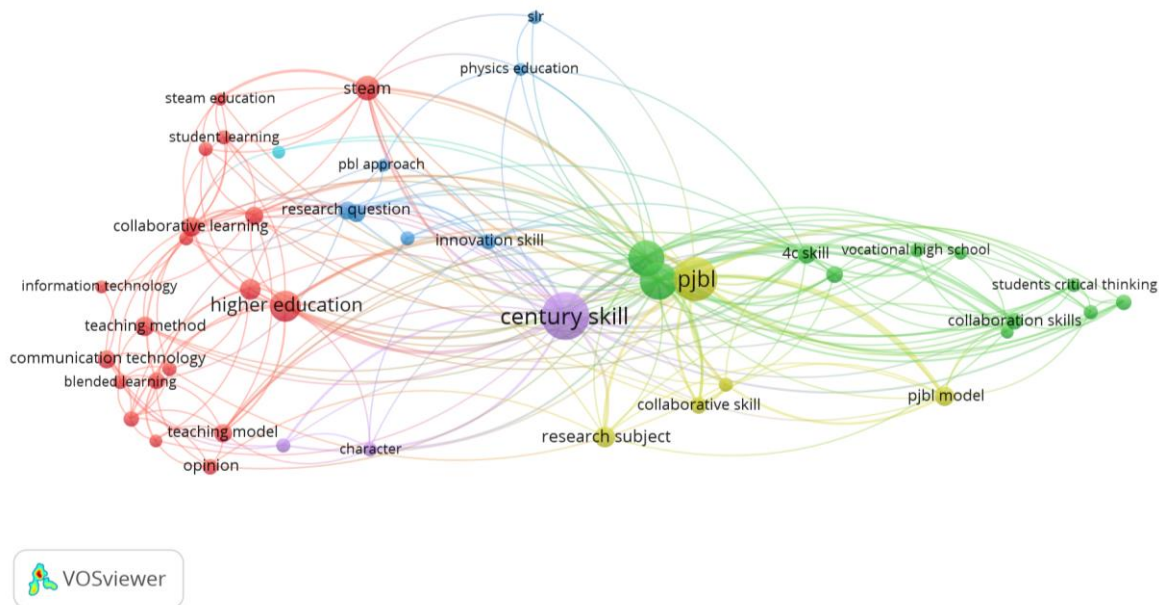 slr
physics education
steam
steam education
student learning
pbl approach
research question
collaborative learning
innovation skill
4c skill
vocational high school
pjbl
information technology
students critical thinking
higher education
century skill
collaboration skills
teaching method
communication technology
blended learning
pjbl model
collaborative skill
teaching model
research subject
character
opinion
VOSviewer